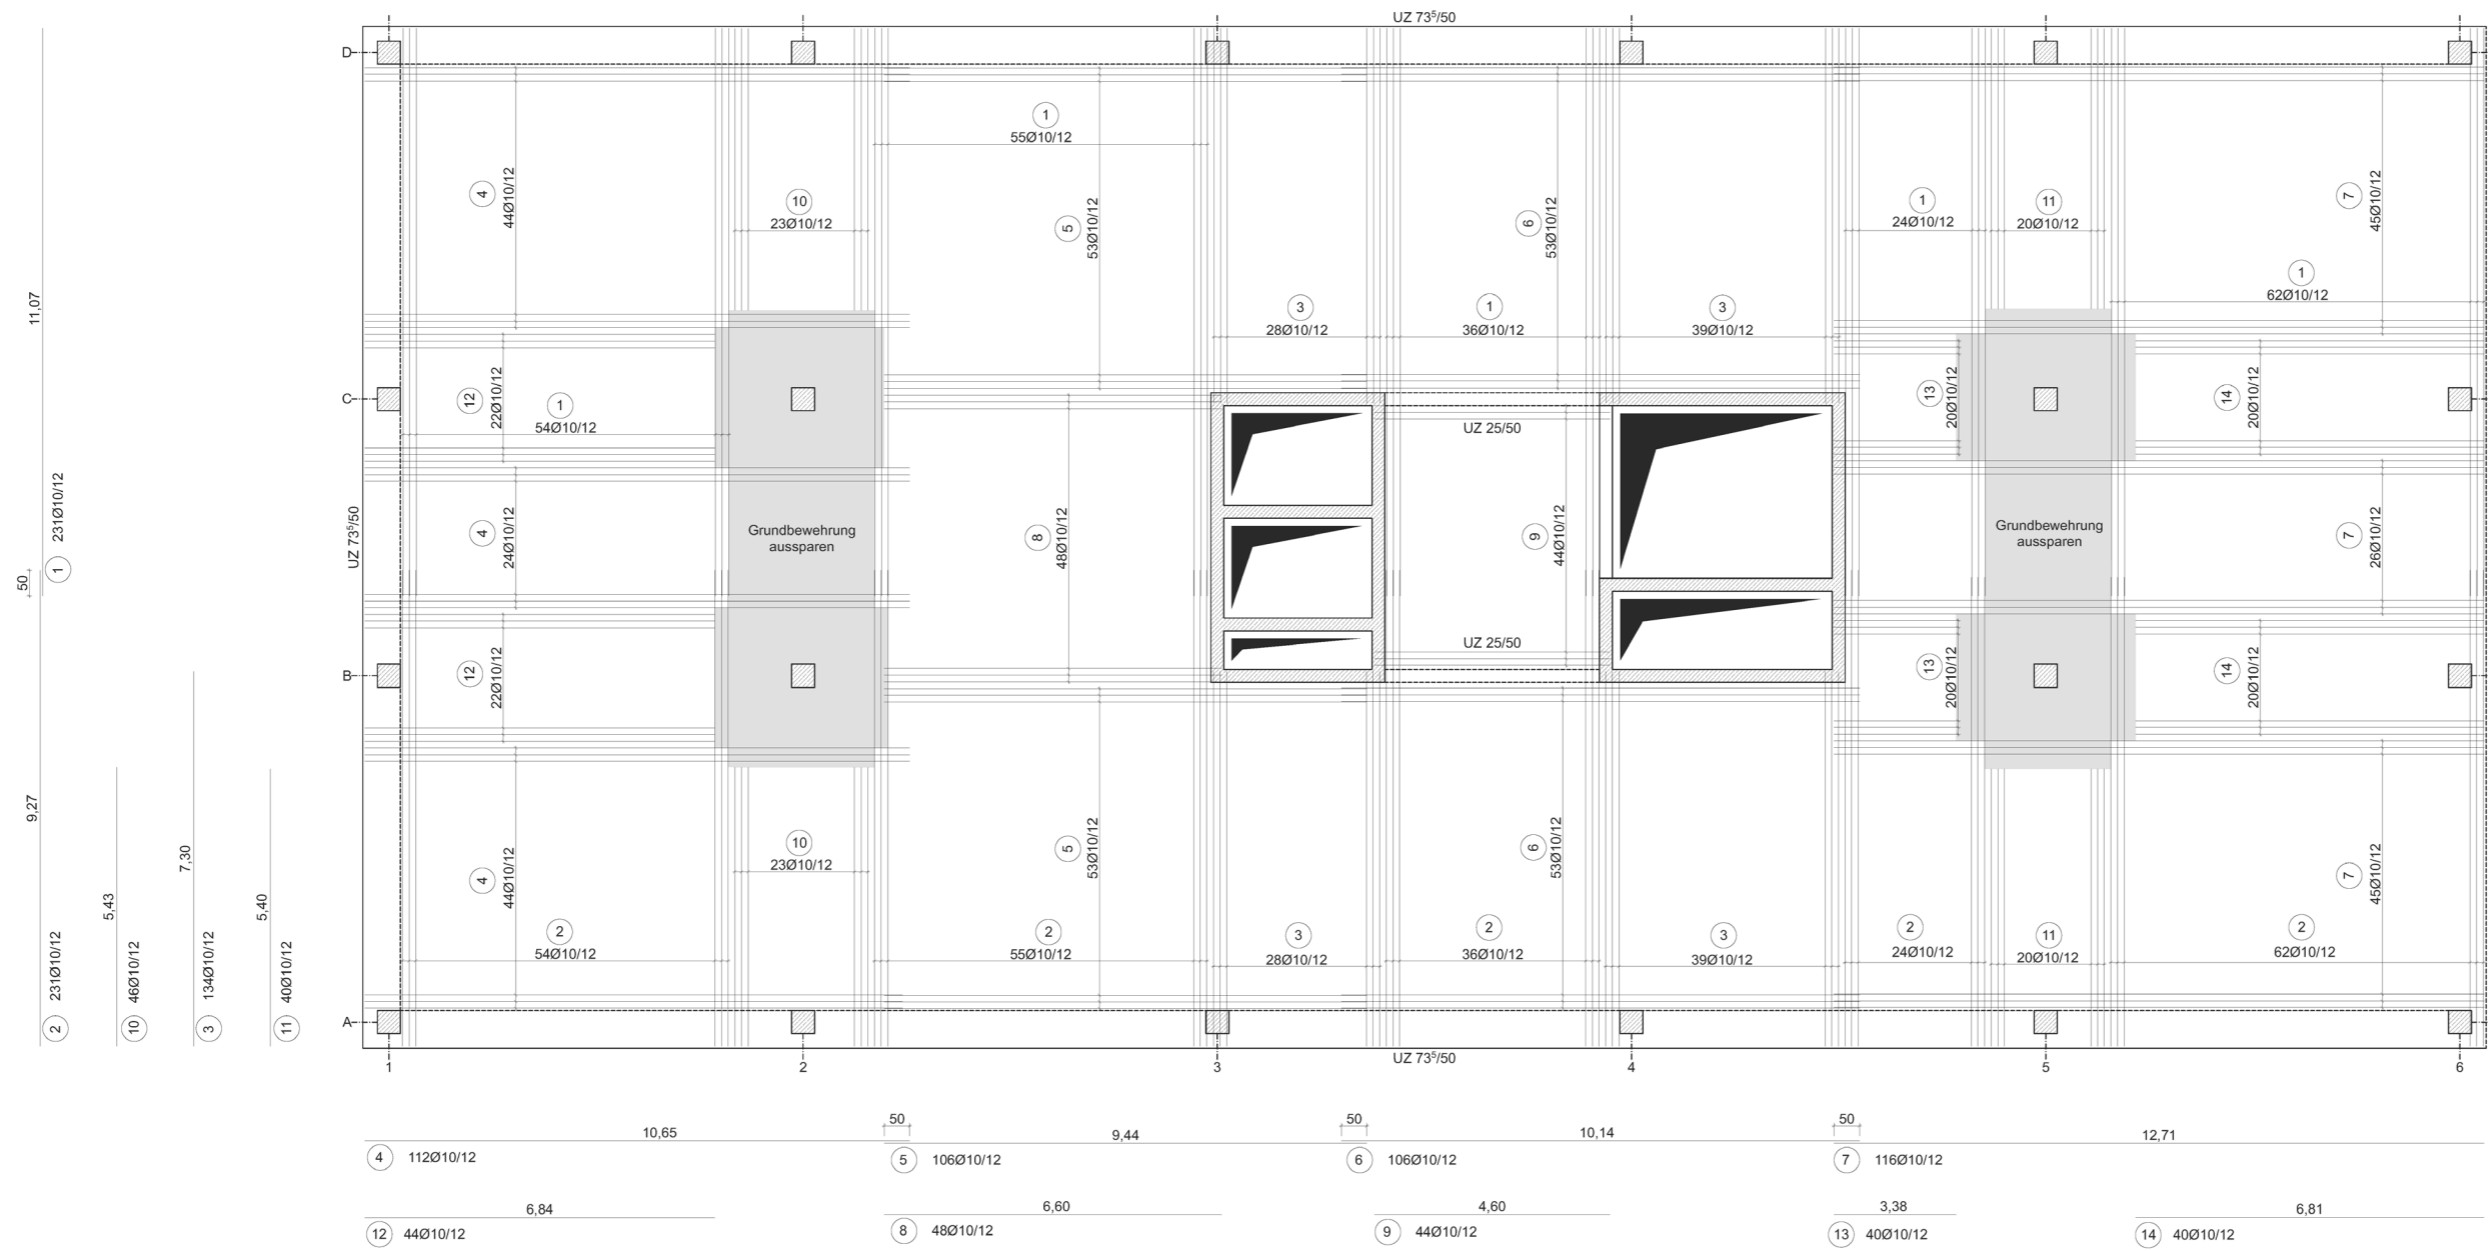 UZ 73⁵/50
D
1
55Ø10/12
4
44Ø10/12
10
23Ø10/12
5
53Ø10/12
6
53Ø10/12
1
24Ø10/12
11
20Ø10/12
7
45Ø10/12
1
62Ø10/12
3
28Ø10/12
1
36Ø10/12
3
39Ø10/12
11,07
C
12
22Ø10/12
1
54Ø10/12
UZ 25/50
13
20Ø10/12
14
20Ø10/12
1
231Ø10/12
50
UZ 73⁵/50
4
24Ø10/12
Grundbewehrung
aussparen
8
48Ø10/12
9
44Ø10/12
Grundbewehrung
aussparen
7
26Ø10/12
UZ 25/50
B
12
22Ø10/12
13
20Ø10/12
14
20Ø10/12
9,27
5,43
7,30
5,40
4
44Ø10/12
10
23Ø10/12
5
53Ø10/12
6
53Ø10/12
7
45Ø10/12
2
54Ø10/12
2
55Ø10/12
3
28Ø10/12
2
36Ø10/12
3
39Ø10/12
2
24Ø10/12
11
20Ø10/12
2
62Ø10/12
2
231Ø10/12
10
46Ø10/12
3
134Ø10/12
11
40Ø10/12
A
UZ 73⁵/50
1
2
3
4
5
6
10,65
50
9,44
50
10,14
50
12,71
4
112Ø10/12
5
106Ø10/12
6
106Ø10/12
7
116Ø10/12
6,84
6,60
4,60
3,38
6,81
12
44Ø10/12
8
48Ø10/12
9
44Ø10/12
13
40Ø10/12
14
40Ø10/12